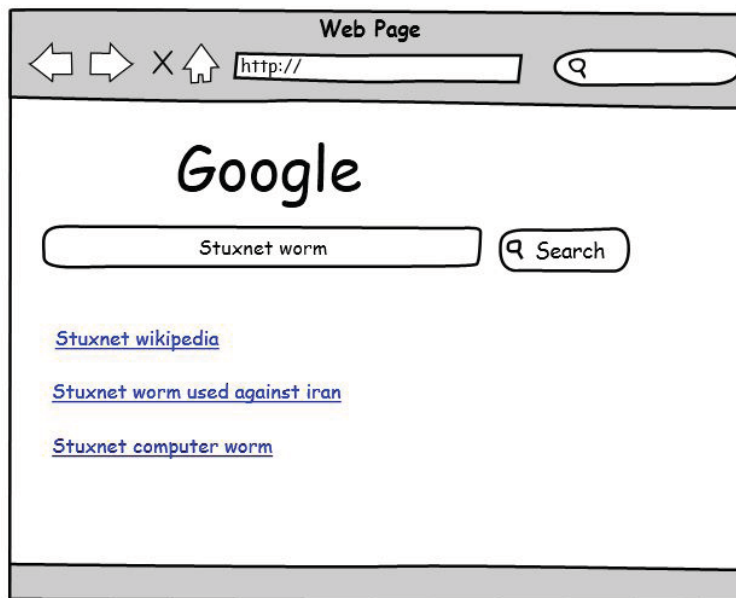 Web Page
http://
Google
Stuxnet worm
Search
Stuxnet wikipedia
Stuxnet worm used against iran
Stuxnet computer worm